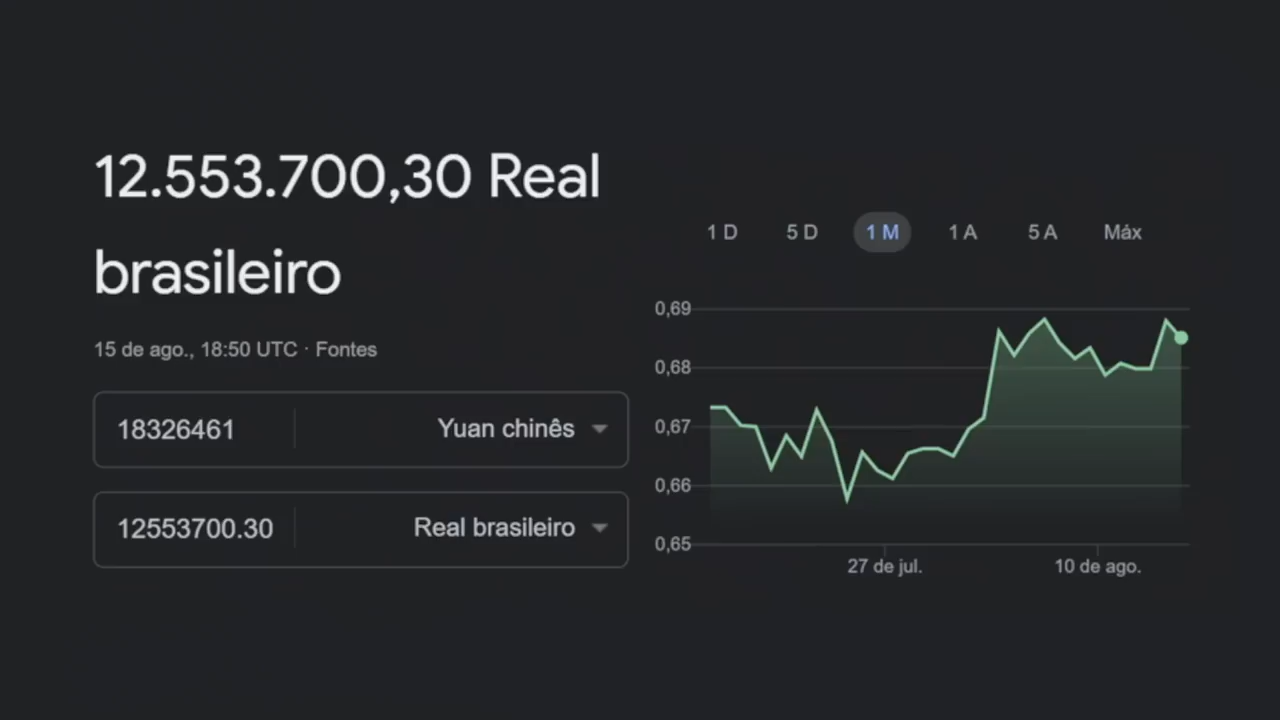 12.553.700,30 Real
brasileiro
15 de ago., 18:50 UTC · Fontes
18326461 Yuan chinês
12553700.30 Real brasileiro
1 D 5 D 1 M 1 A 5 A Máx
0,69
0,68
0,67
0,66
0,65
27 de jul. 10 de ago.